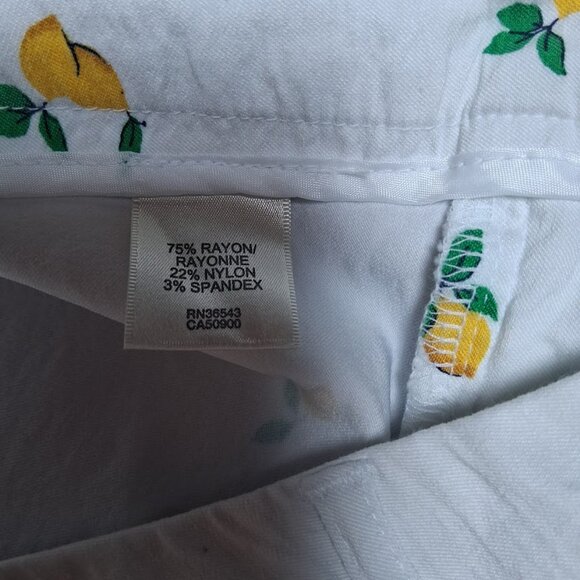 75% RAYON/
RAYONNE
22% NYLON
3% SPANDEX
RN36543
CA50900